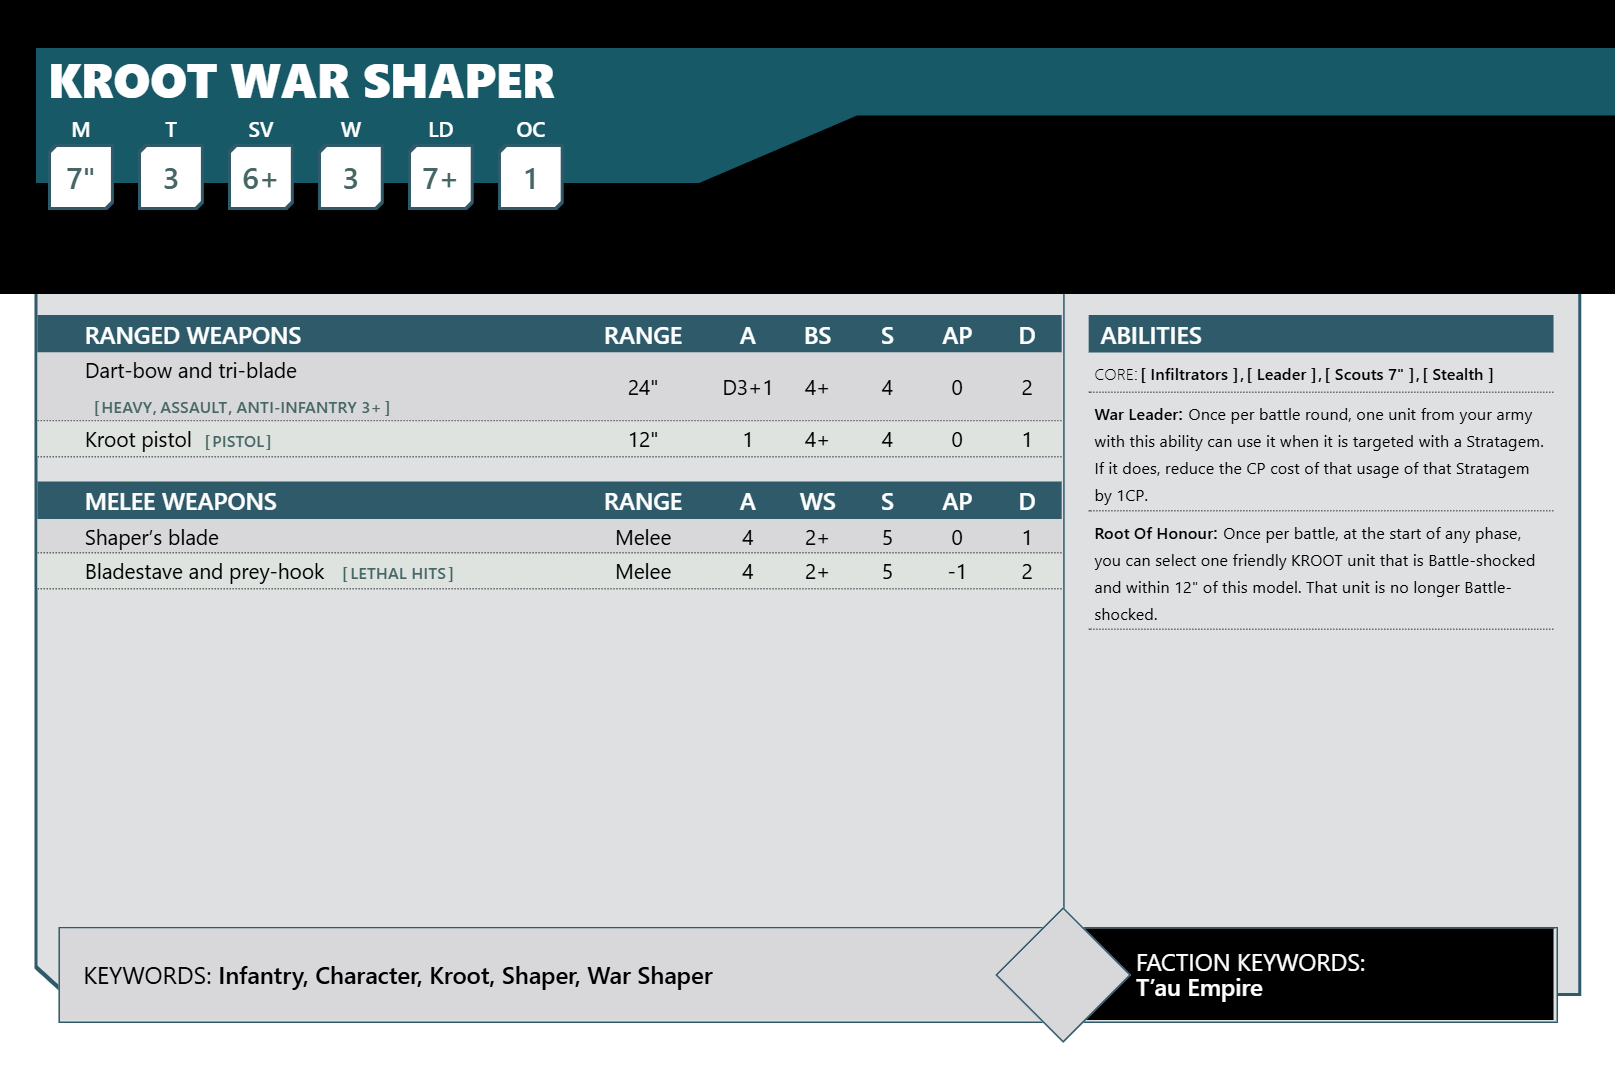 KROOT WAR SHAPER
M T SV W LD OC
7" 3 6+ 3 7+ 1
RANGED WEAPONS RANGE A BS S AP D
Dart-bow and tri-blade
[HEAVY, ASSAULT, ANTI-INFANTRY 3+] 24" D3+1 4+ 4 0 2
Kroot pistol [PISTOL] 12" 1 4+ 4 0 1
MELEE WEAPONS RANGE A WS S AP D
Shaper’s blade Melee 4 2+ 5 0 1
Bladestave and prey-hook [LETHAL HITS] Melee 4 2+ 5 -1 2
ABILITIES
CORE: [ Infiltrators ], [ Leader ], [ Scouts 7" ], [ Stealth ]
War Leader: Once per battle round, one unit from your army
with this ability can use it when it is targeted with a Stratagem.
If it does, reduce the CP cost of that usage of that Stratagem
by 1CP.
Root Of Honour: Once per battle, at the start of any phase,
you can select one friendly KROOT unit that is Battle-shocked
and within 12" of this model. That unit is no longer Battle-
shocked.
KEYWORDS: Infantry, Character, Kroot, Shaper, War Shaper
FACTION KEYWORDS:
T’au Empire